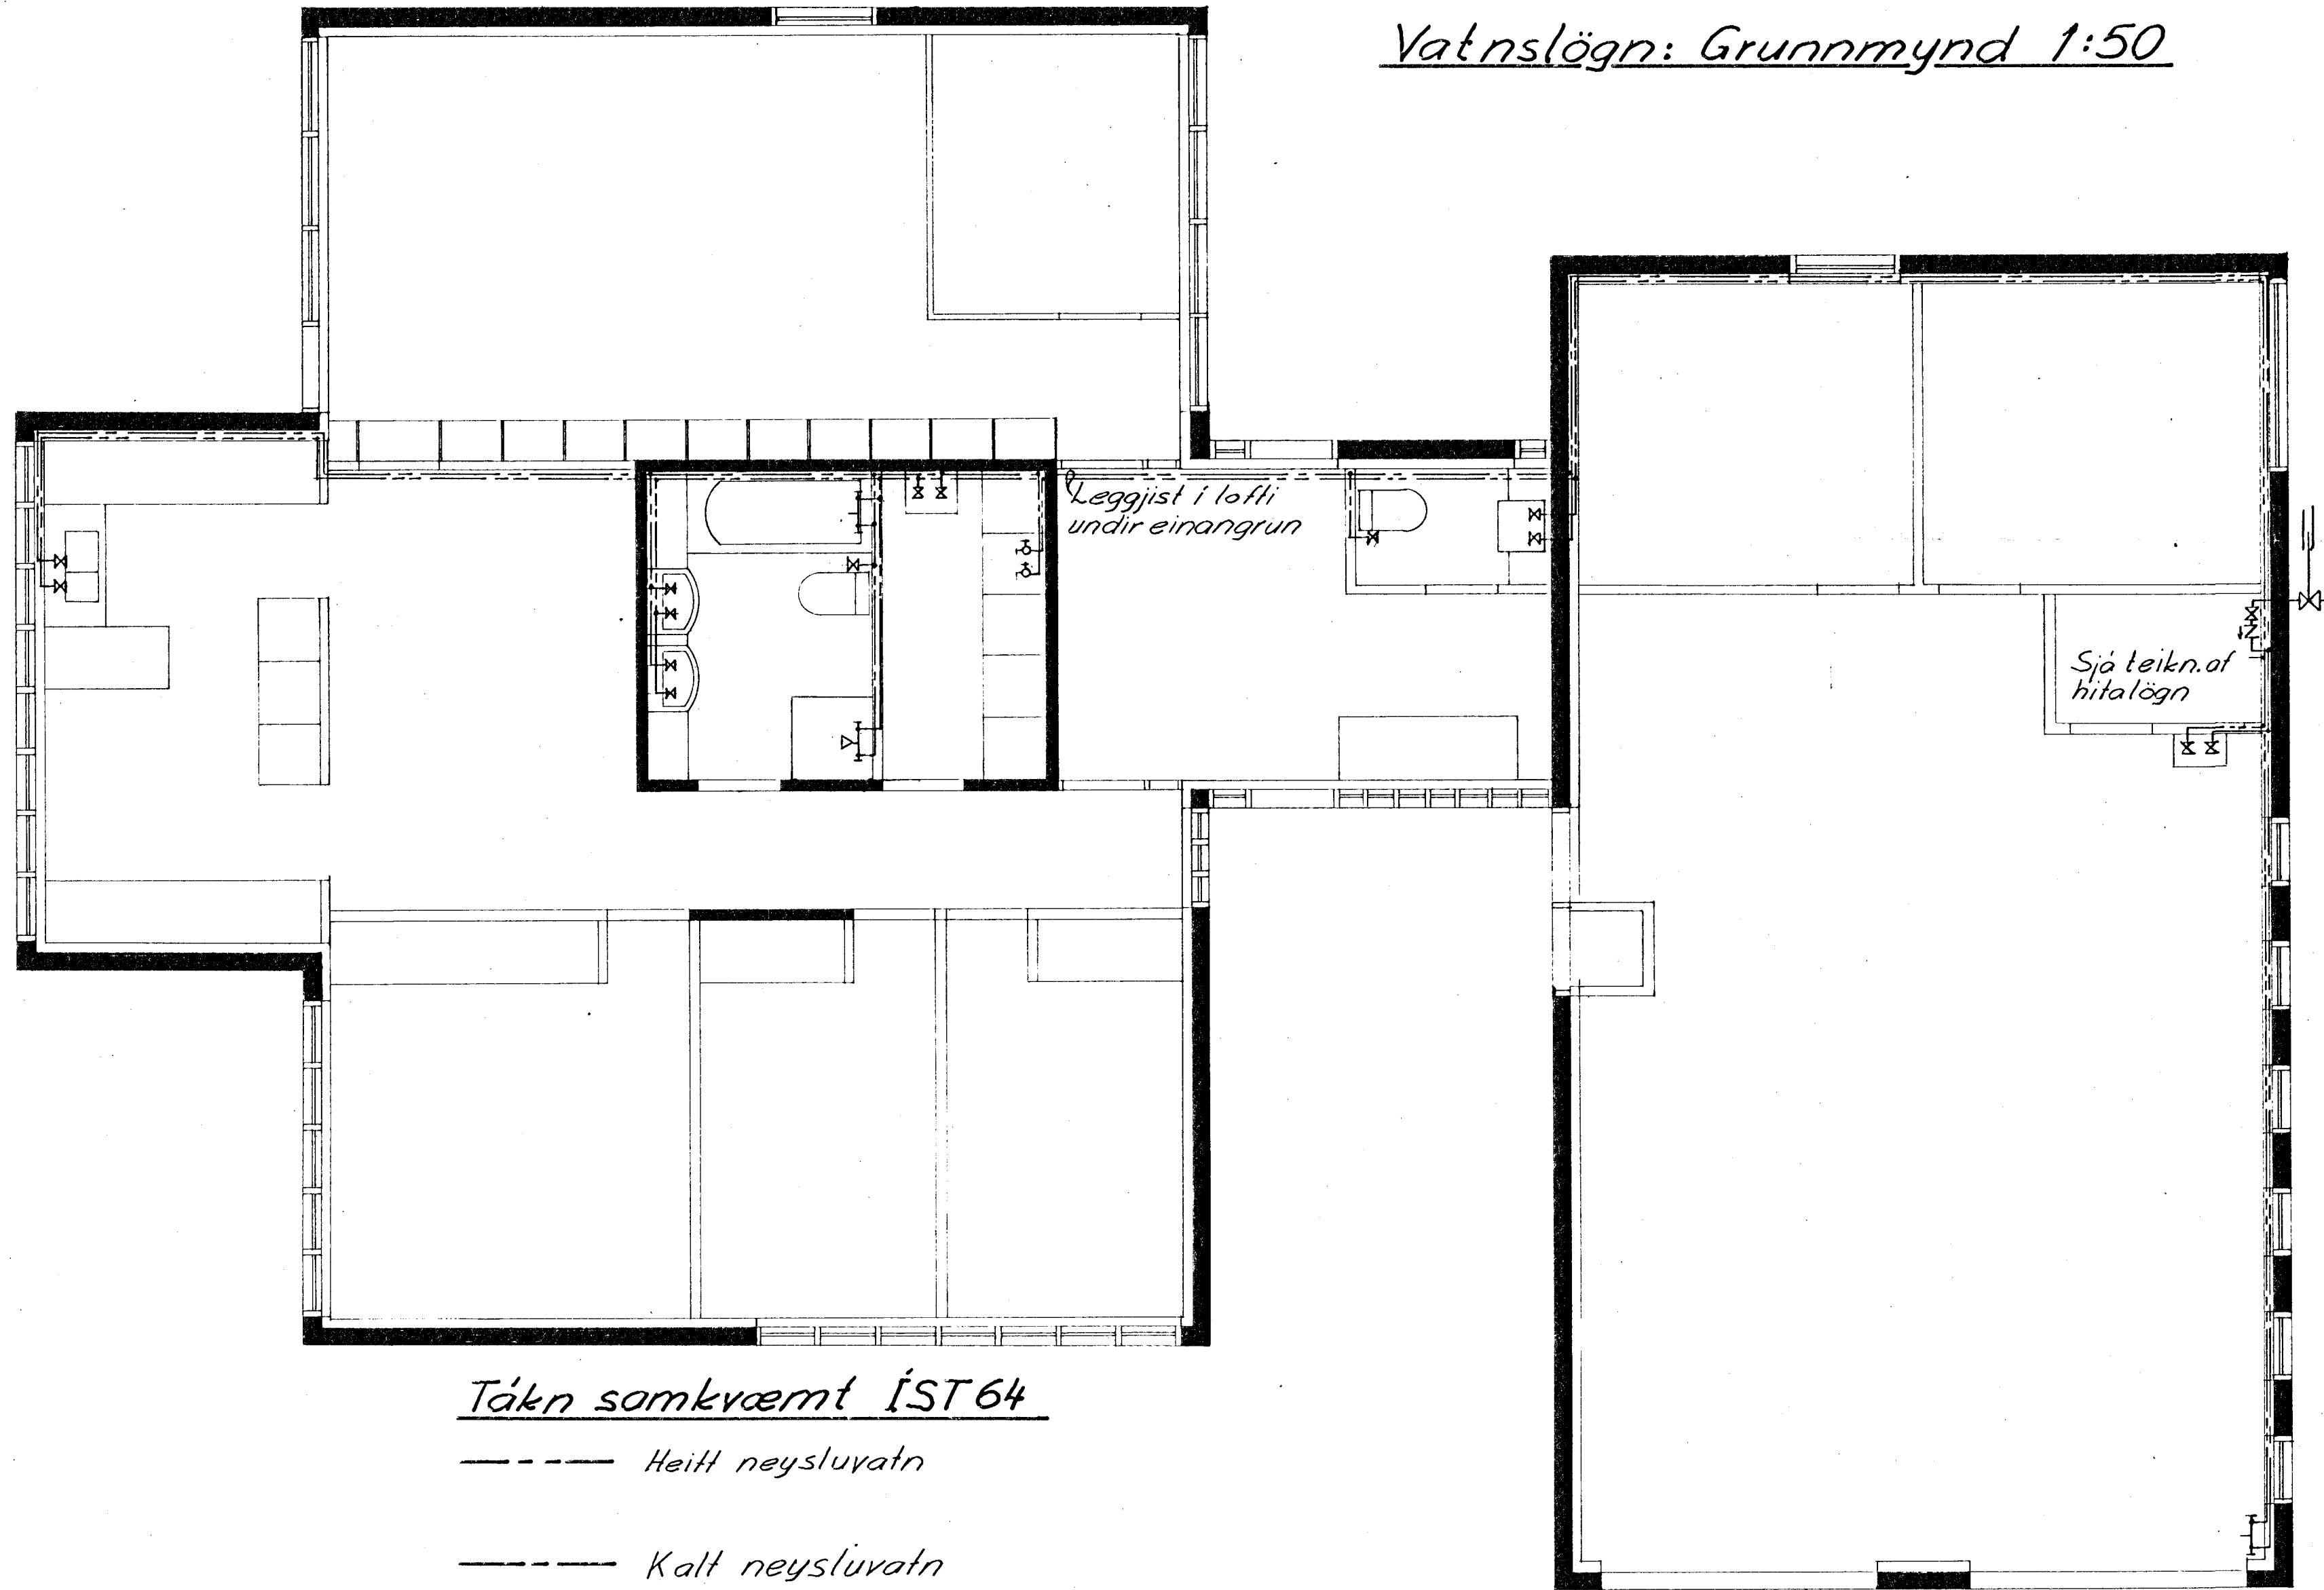 Vatnslögn: Grunnmynd 1:50
Leggjist í lofti
undir einangrun
Sjá teikn. af
hitalögn
Tákn samkvæmt ÍST 64
Heitt neysluvatn
Kalt neysluvatn